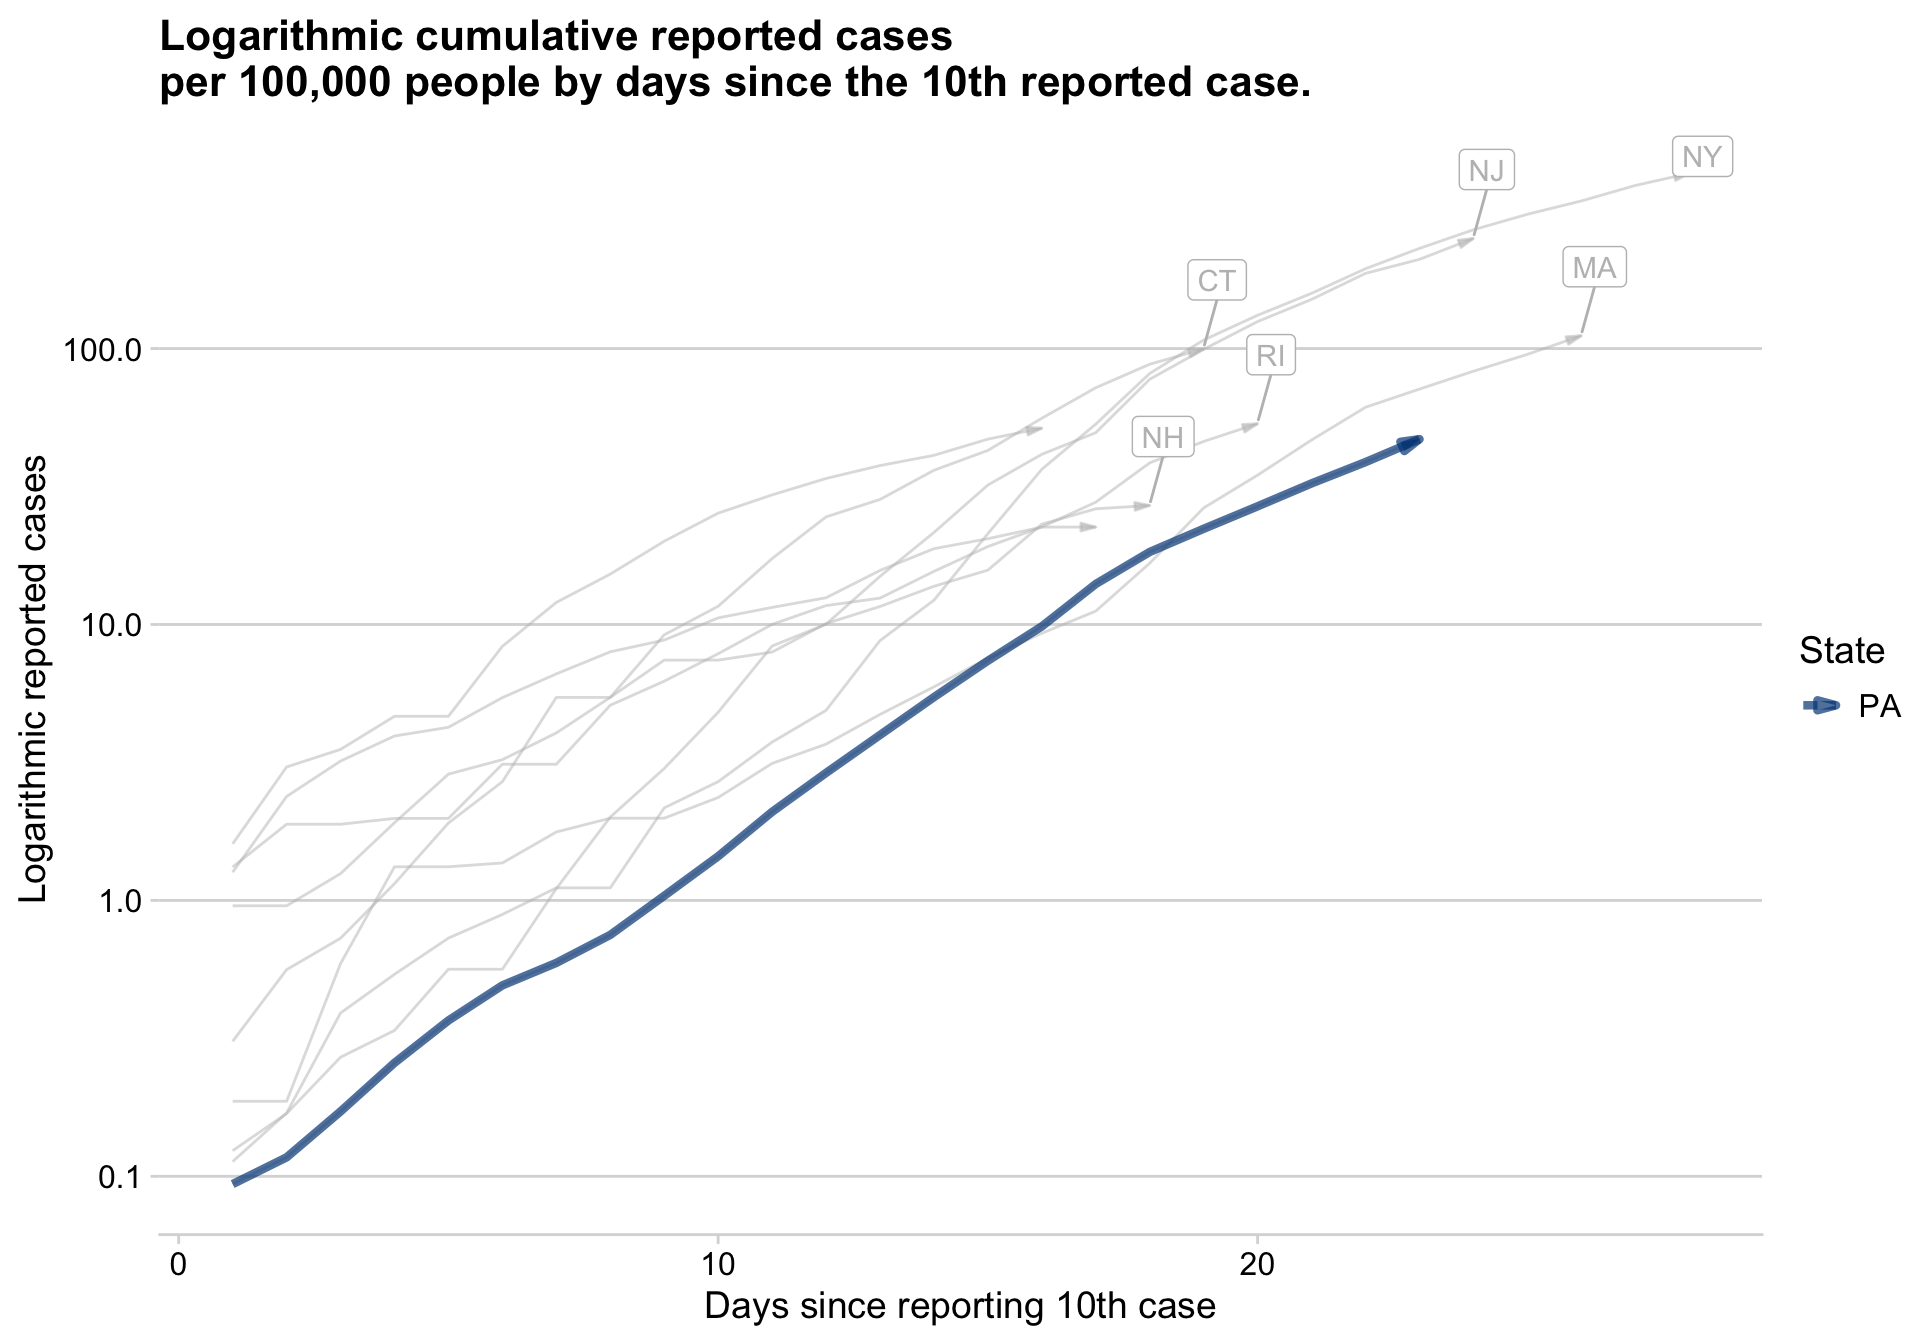 Logarithmic cumulative reported cases
per 100,000 people by days since the 10th reported case.
NY
NJ
MA
CT
RI
NH
100.0
10.0
1.0
0.1
Logarithmic reported cases
State
PA
0
10
20
Days since reporting 10th case